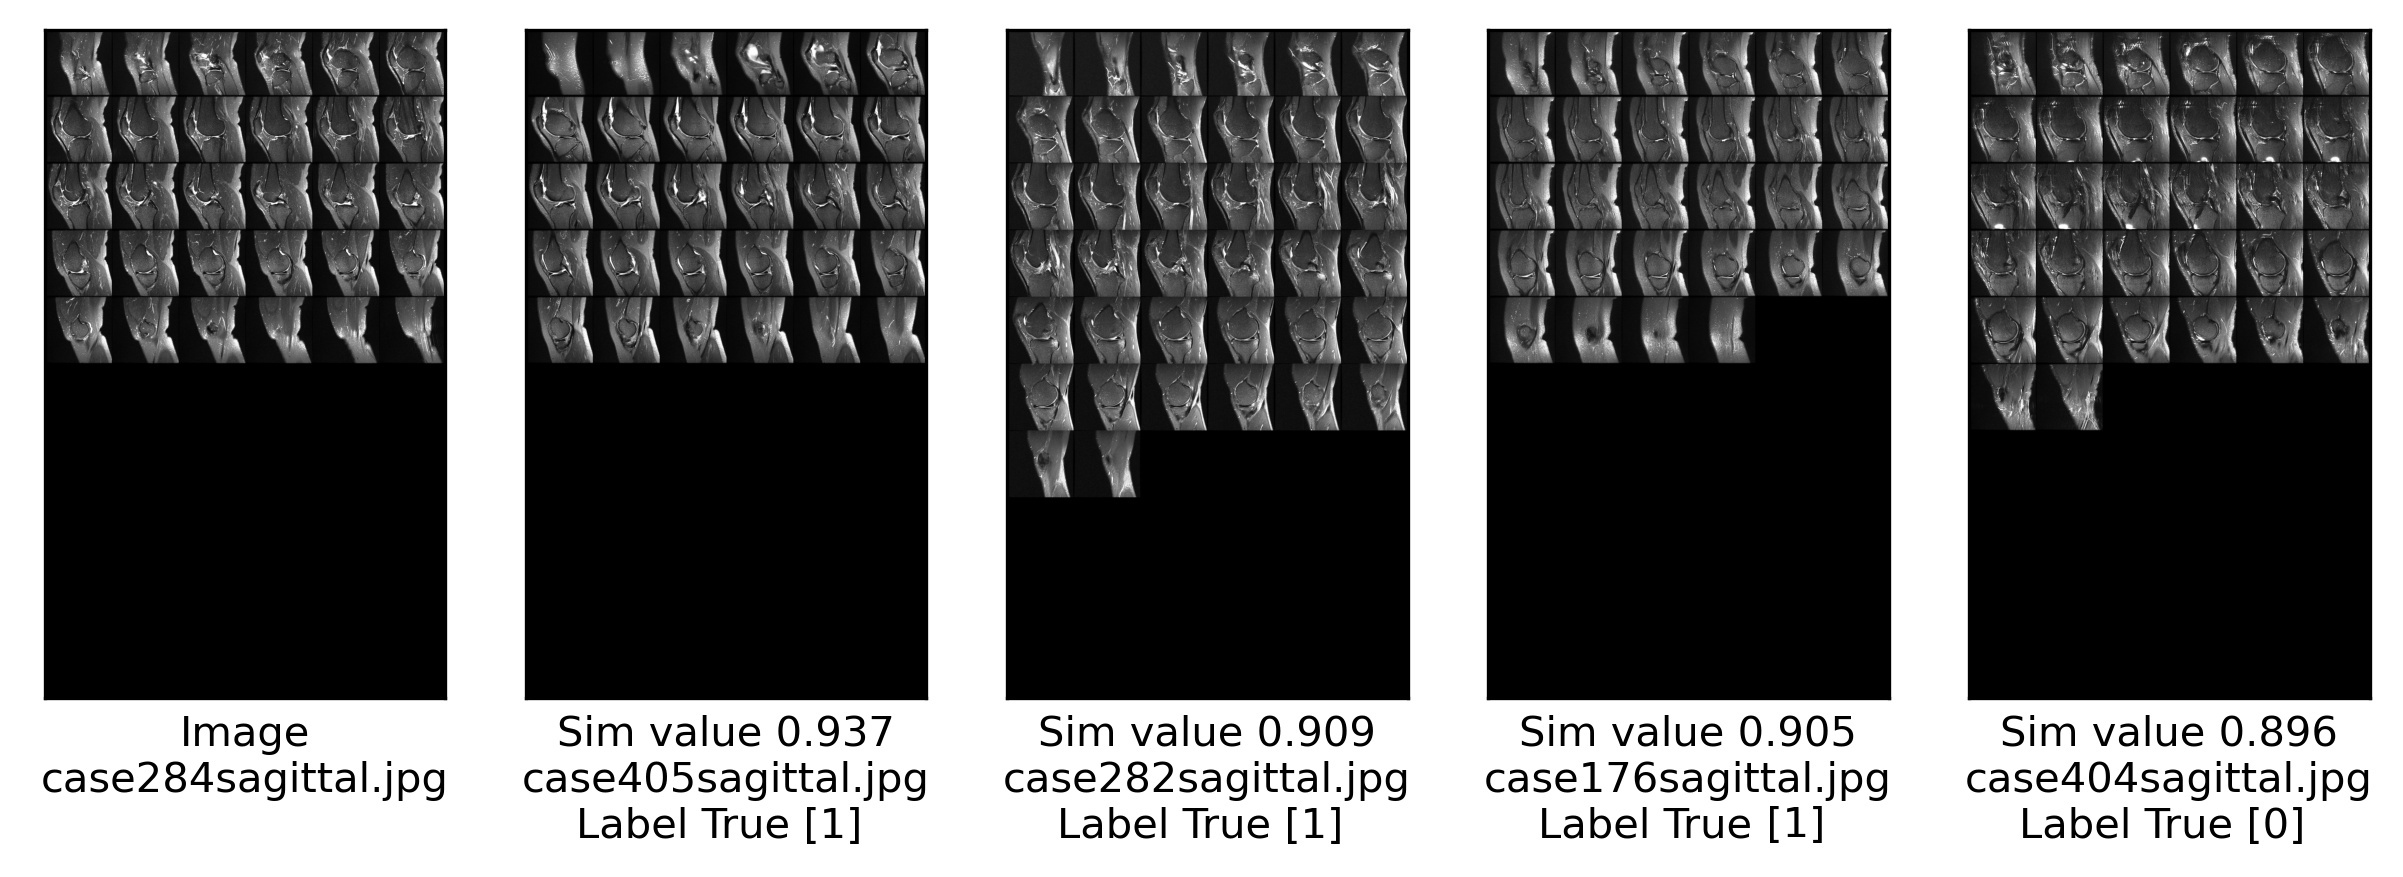 Image
case284sagittal.jpg
Sim value 0.937
case405sagittal.jpg
Label True [1]
Sim value 0.909
case282sagittal.jpg
Label True [1]
Sim value 0.905
case176sagittal.jpg
Label True [1]
Sim value 0.896
case404sagittal.jpg
Label True [0]